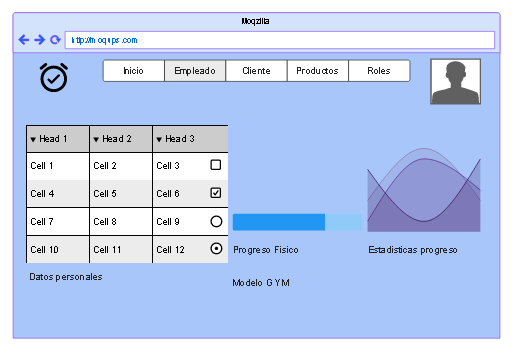 Moqzilla
http://moqups.com
Inicio Empleado Cliente Productos Roles
▼ Head 1 ▼ Head 2 ▼ Head 3
Cell 1 Cell 2 Cell 3
Cell 4 Cell 5 Cell 6
Cell 7 Cell 8 Cell 9
Cell 10 Cell 11 Cell 12
Progreso Fisico
Estadisticas progreso
Datos personales
Modelo GYM